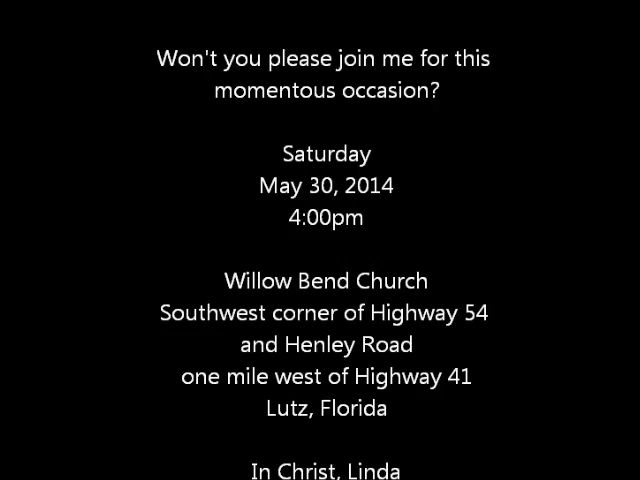 Won't you please join me for this
momentous occasion?
Saturday
May 30, 2014
4:00pm
Willow Bend Church
Southwest corner of Highway 54
and Henley Road
one mile west of Highway 41
Lutz, Florida
In Christ, Linda